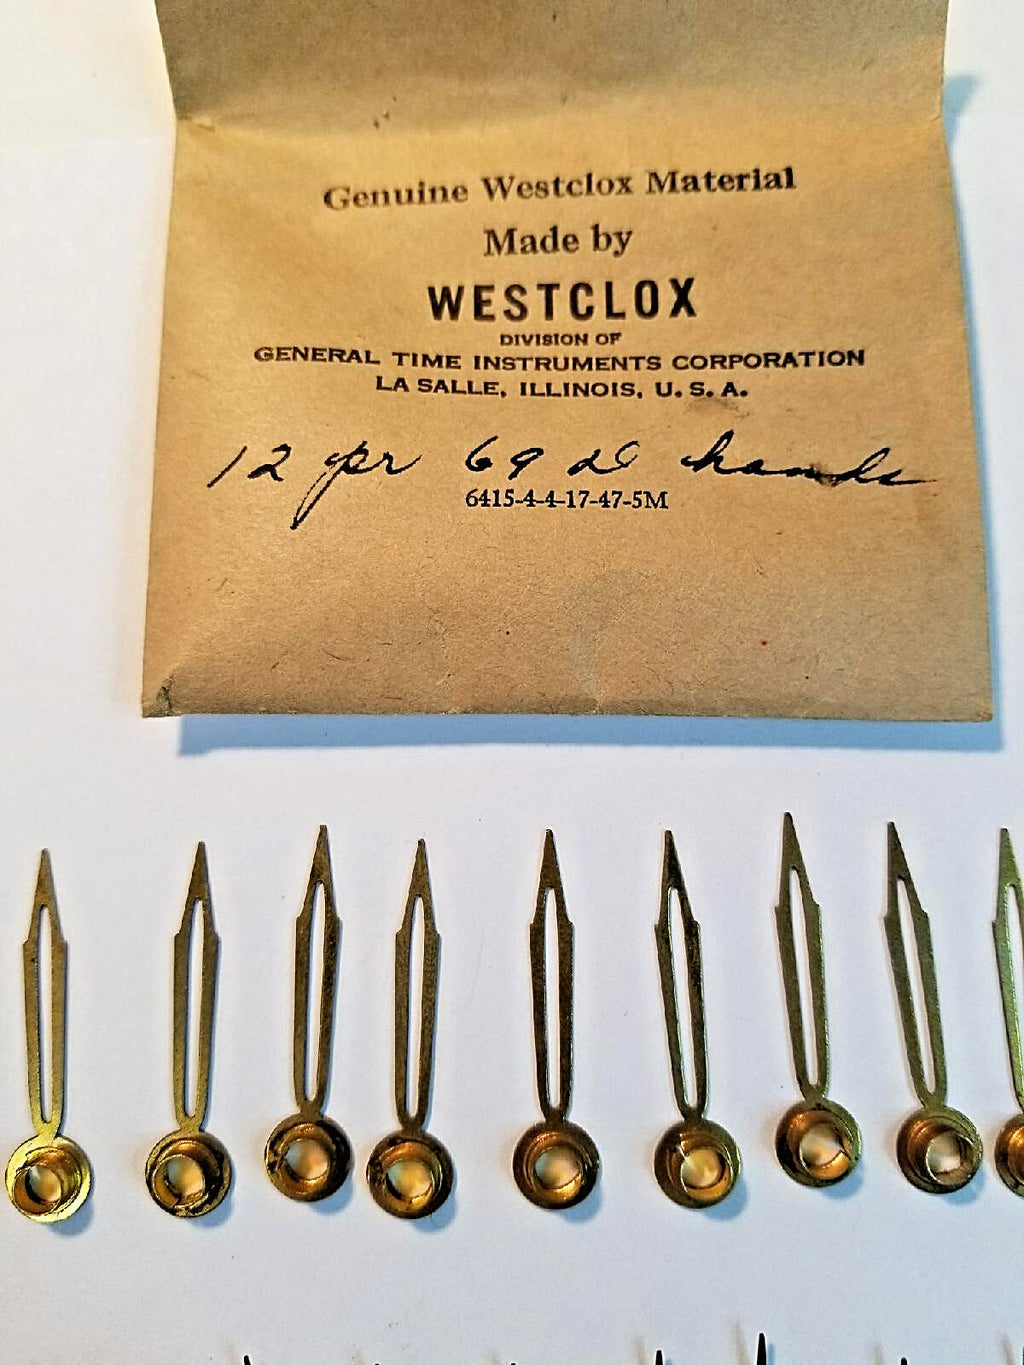 Genuine Westclox Material
Made by
WESTCLOX
DIVISION OF
GENERAL TIME INSTRUMENTS CORPORATION
LA SALLE, ILLINOIS, U. S. A.
12 pr 69 hands
6415-4-4-17-47-5M